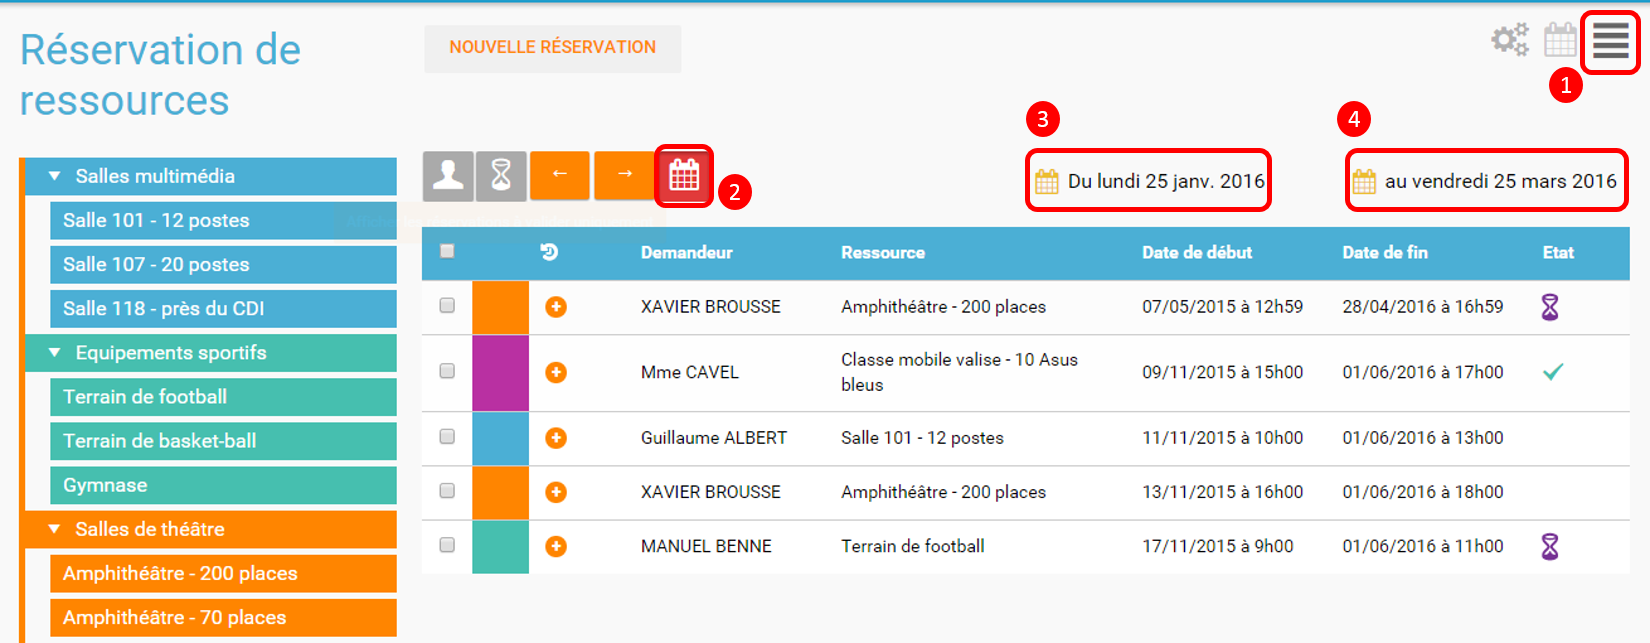 Réservation de
ressources
NOUVELLE RÉSERVATION
1
3
4
2
Du lundi 25 janv. 2016
au vendredi 25 mars 2016
Salles multimédia
Salle 101 - 12 postes
Salle 107 - 20 postes
Salle 118 - près du CDI
Equipements sportifs
Terrain de football
Terrain de basket-ball
Gymnase
Salles de théâtre
Amphithéâtre - 200 places
Amphithéâtre - 70 places
Demandeur Ressource Date de début Date de fin Etat
XAVIER BROUSSE Amphithéâtre - 200 places 07/05/2015 à 12h59 28/04/2016 à 16h59
Mme CAVEL Classe mobile valise - 10 Asus
bleus 09/11/2015 à 15h00 01/06/2016 à 17h00
Guillaume ALBERT Salle 101 - 12 postes 11/11/2015 à 10h00 01/06/2016 à 13h00
XAVIER BROUSSE Amphithéâtre - 200 places 13/11/2015 à 16h00 01/06/2016 à 18h00
MANUEL BENNE Terrain de football 17/11/2015 à 9h00 01/06/2016 à 11h00